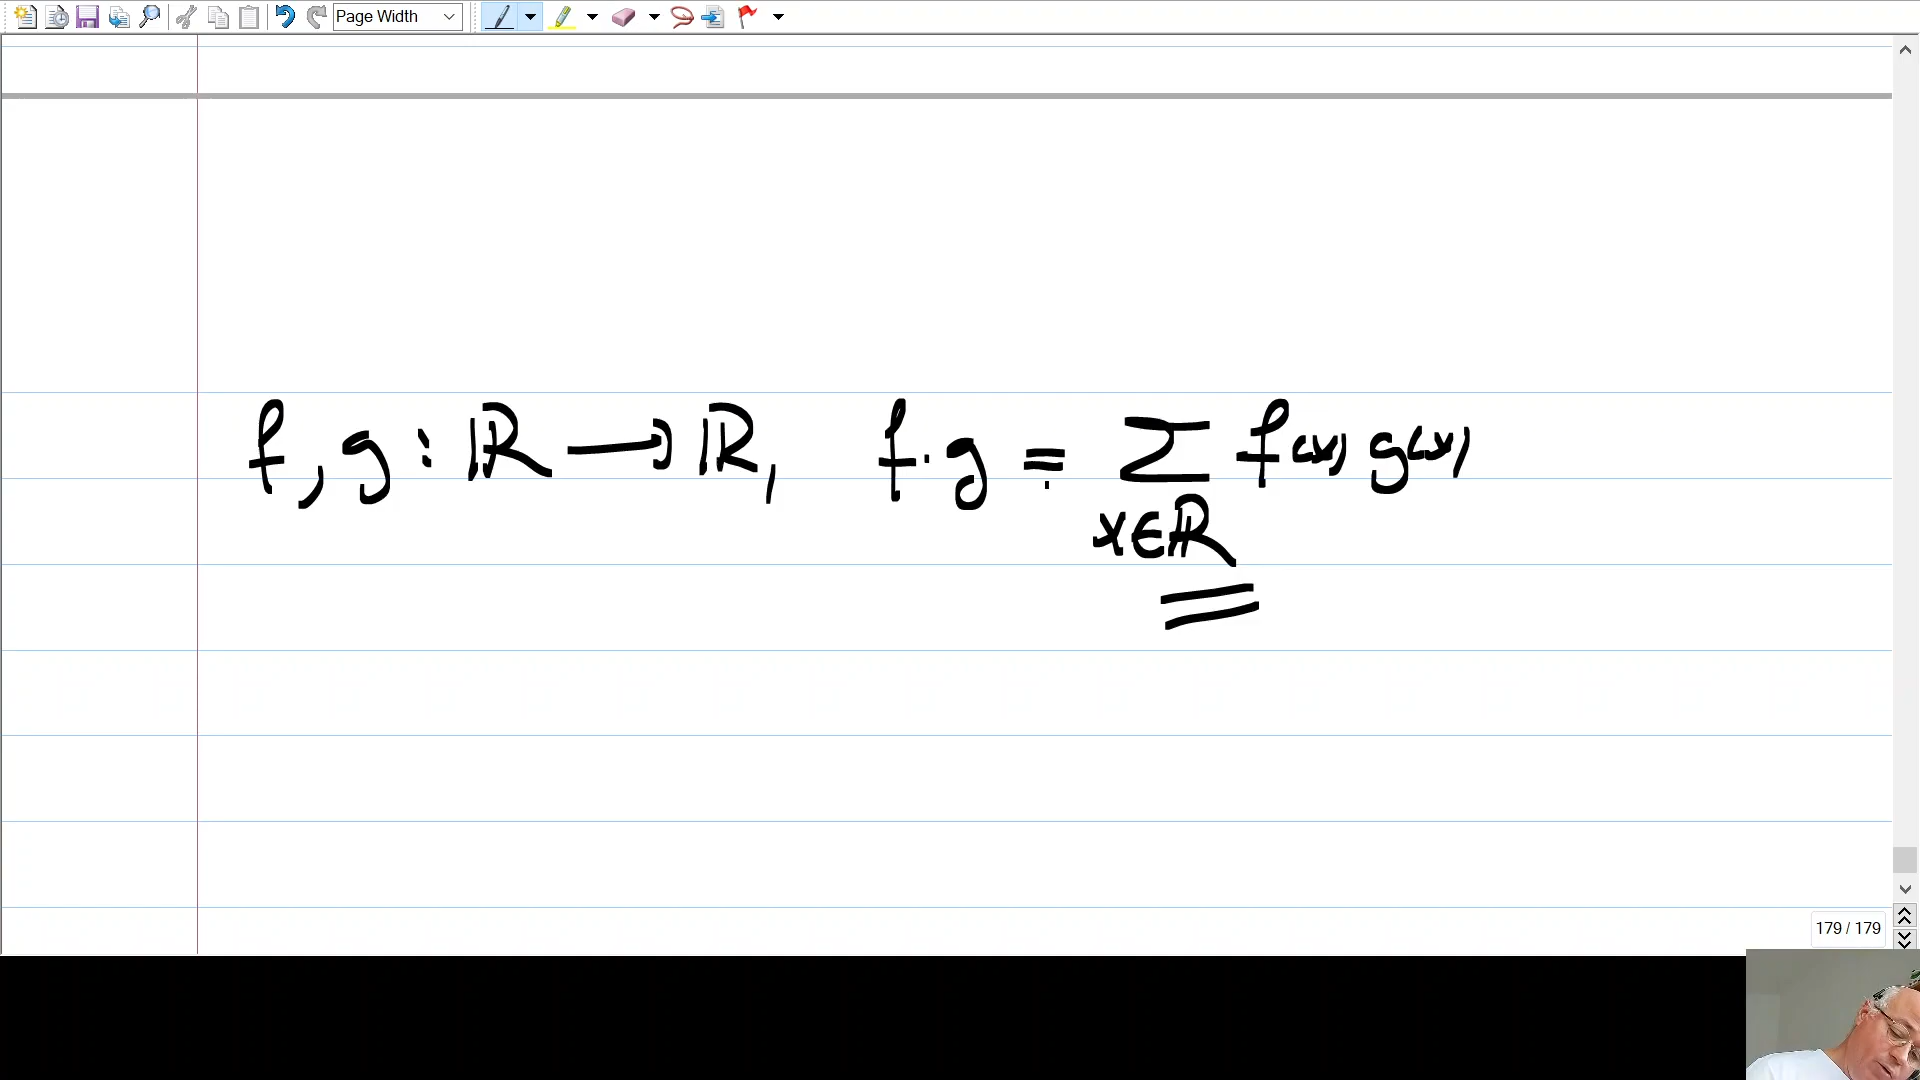 Page Width
f, g : ℝ → ℝ, f · g = ∑ f(x) g(x)
x∈ℝ
179 / 179